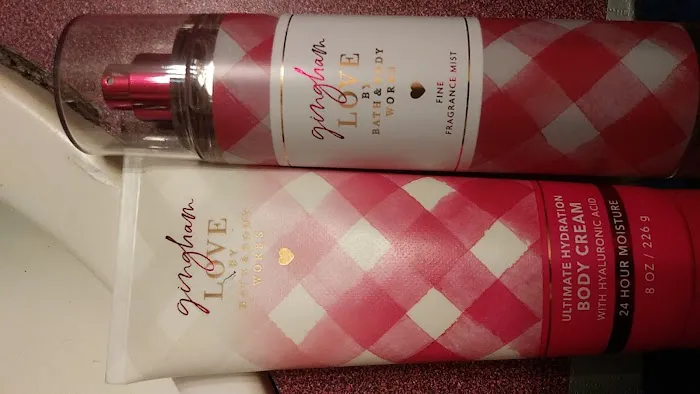 gingham
LOVE
BY
BATH & BODY
WORKS
FINE
FRAGRANCE MIST
gingham
LOVE
BY
BATH & BODY
WORKS
ULTIMATE HYDRATION
BODY CREAM
WITH HYALURONIC ACID
24 HOUR MOISTURE
8 OZ / 226 g